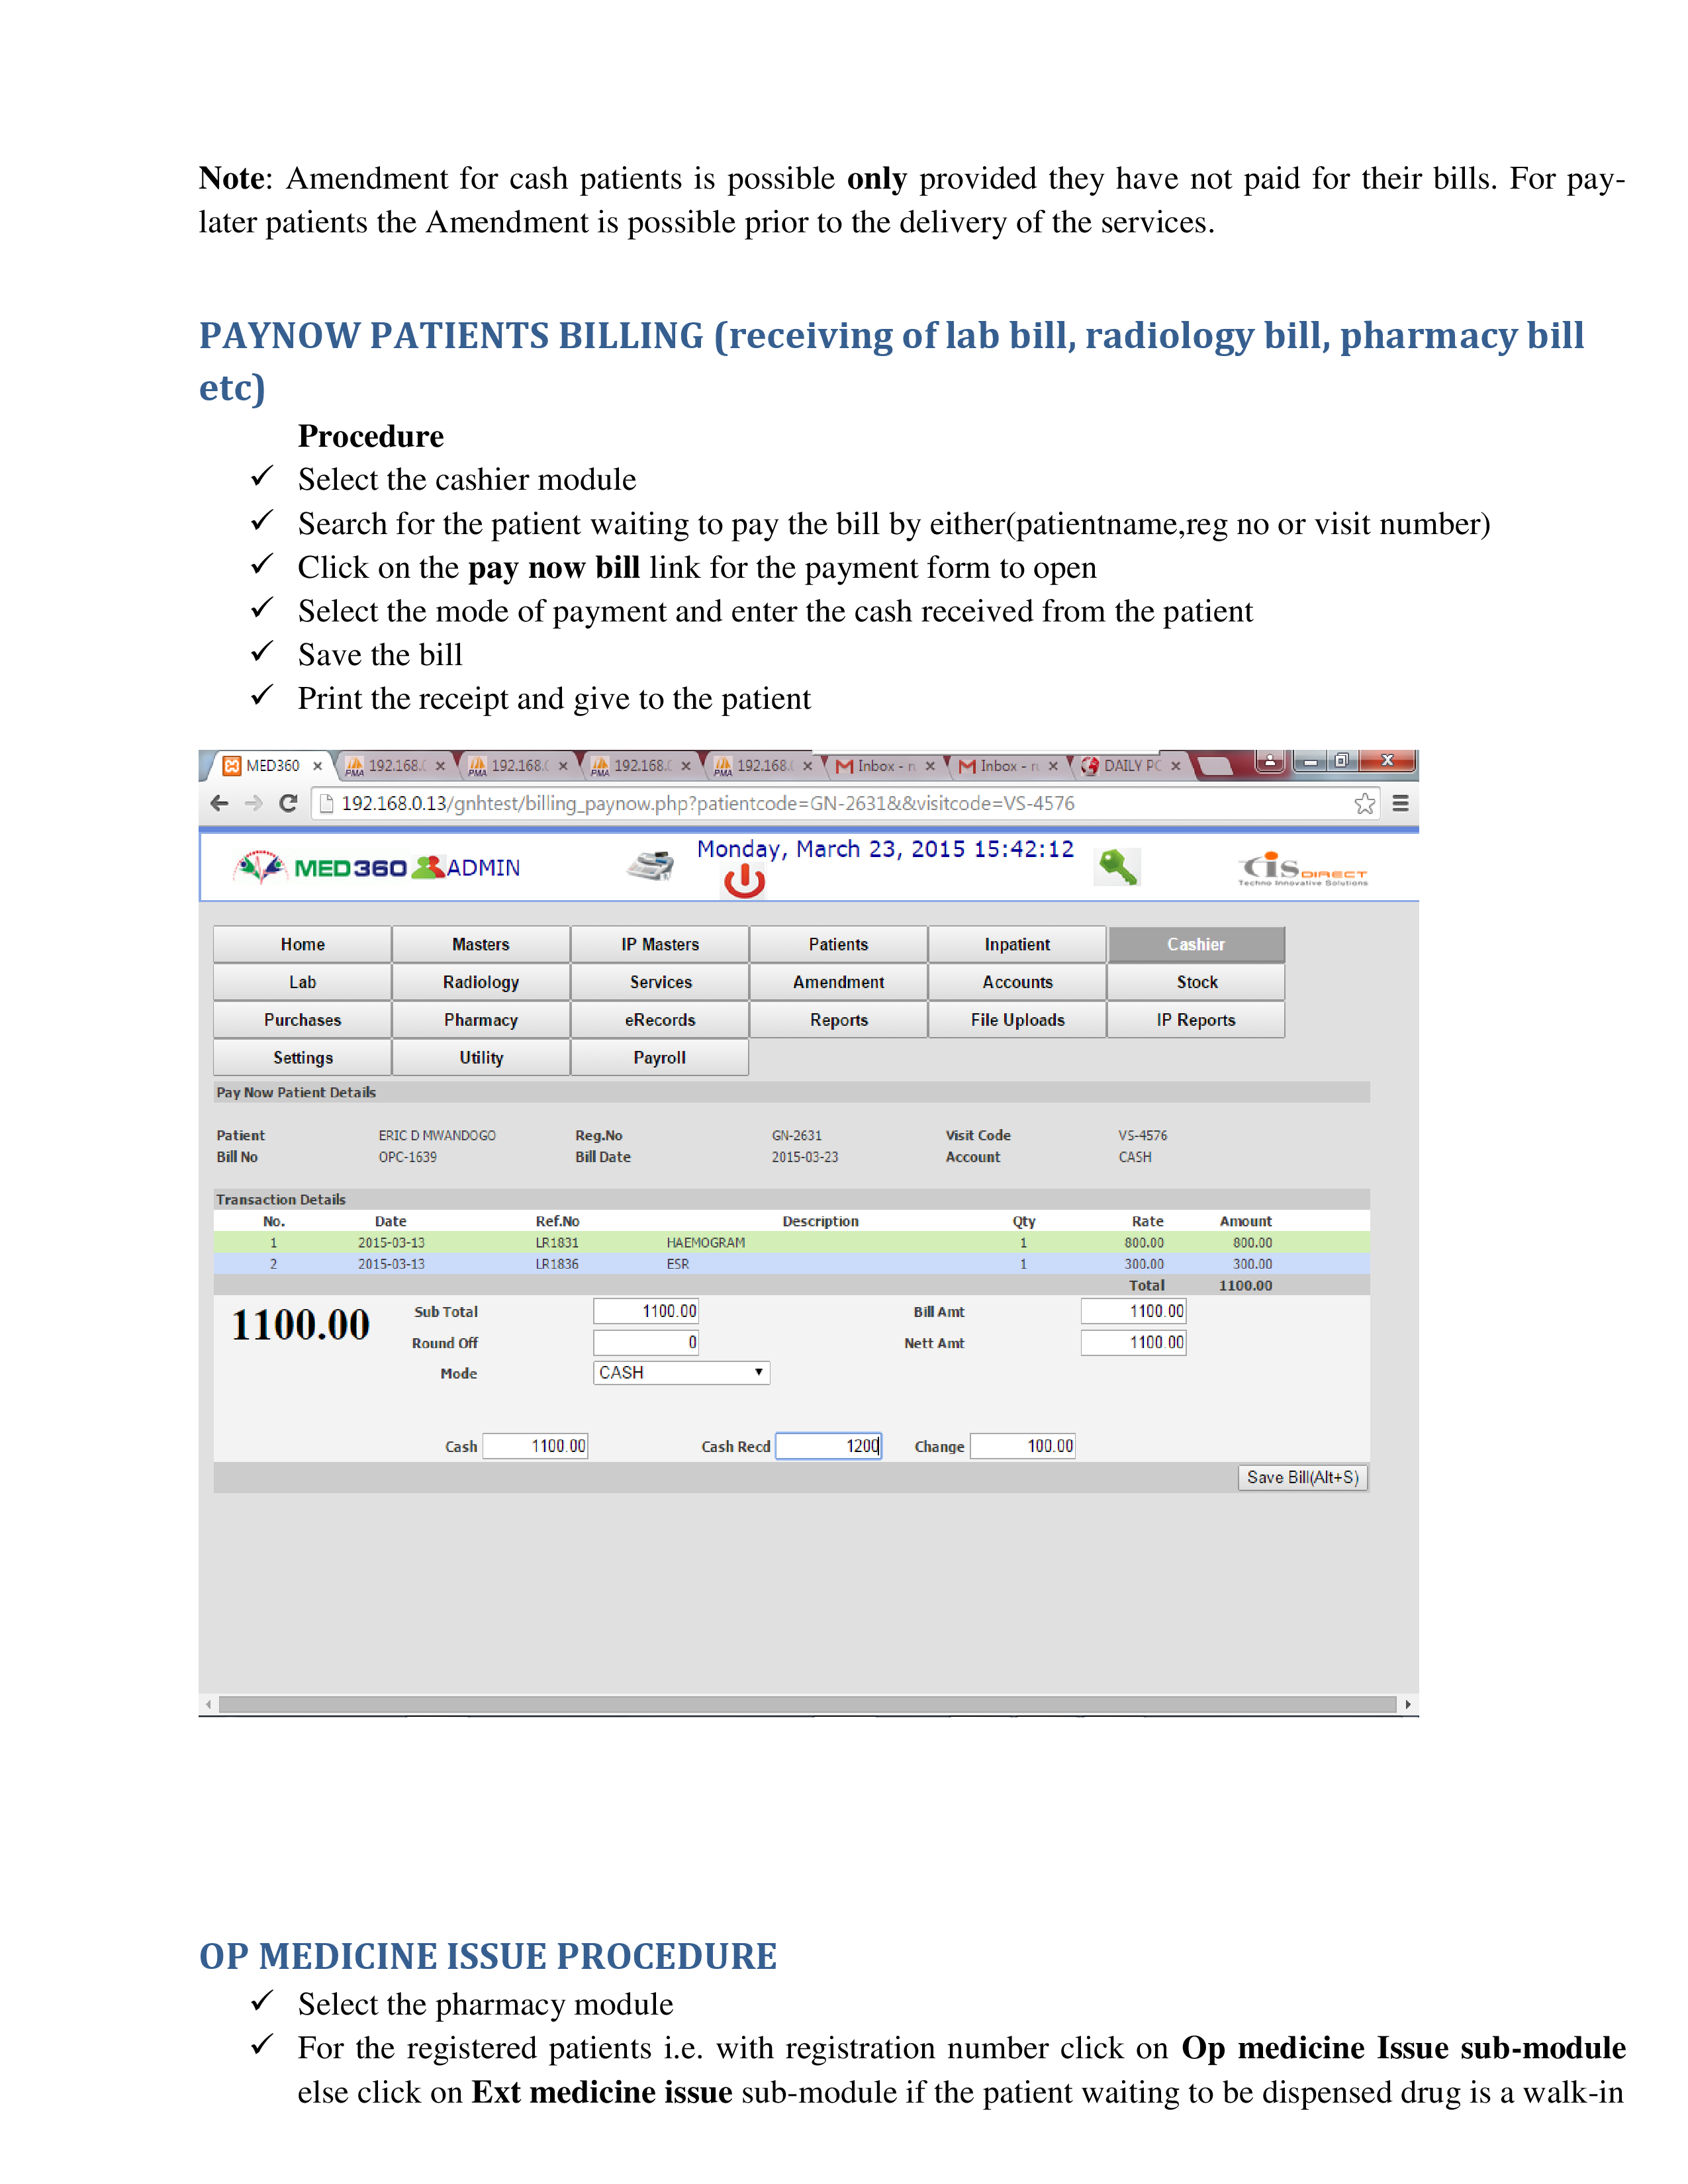 Note: Amendment for cash patients is possible only provided they have not paid for their bills. For pay-
later patients the Amendment is possible prior to the delivery of the services.
PAYNOW PATIENTS BILLING (receiving of lab bill, radiology bill, pharmacy bill
etc)
Procedure
✓ Select the cashier module
✓ Search for the patient waiting to pay the bill by either(patientname,reg no or visit number)
✓ Click on the pay now bill link for the payment form to open
✓ Select the mode of payment and enter the cash received from the patient
✓ Save the bill
✓ Print the receipt and give to the patient
MED360 192.168. 192.168. 192.168. 192.168. Inbox - n Inbox - n DAILY PC
192.168.0.13/gnhtest/billing_paynow.php?patientcode=GN-2631&&visitcode=VS-4576
MED360 ADMIN Monday, March 23, 2015 15:42:12 CIS DIRECT
Techno Innovative Solutions
Home Masters IP Masters Patients Inpatient Cashier
Lab Radiology Services Amendment Accounts Stock
Purchases Pharmacy eRecords Reports File Uploads IP Reports
Settings Utility Payroll
Pay Now Patient Details
Patient ERIC D MWANDOGO Reg.No GN-2631 Visit Code VS-4576
Bill No OPC-1639 Bill Date 2015-03-23 Account CASH
Transaction Details
No. Date Ref.No Description Qty Rate Amount
1 2015-03-13 LR1831 HAEMOGRAM 1 800.00 800.00
2 2015-03-13 LR1836 ESR 1 300.00 300.00
Total 1100.00
1100.00 Sub Total 1100.00 Bill Amt 1100.00
Round Off 0 Nett Amt 1100.00
Mode CASH
Cash 1100.00 Cash Recd 1200 Change 100.00
Save Bill(Alt+S)
OP MEDICINE ISSUE PROCEDURE
✓ Select the pharmacy module
✓ For the registered patients i.e. with registration number click on Op medicine Issue sub-module
else click on Ext medicine issue sub-module if the patient waiting to be dispensed drug is a walk-in